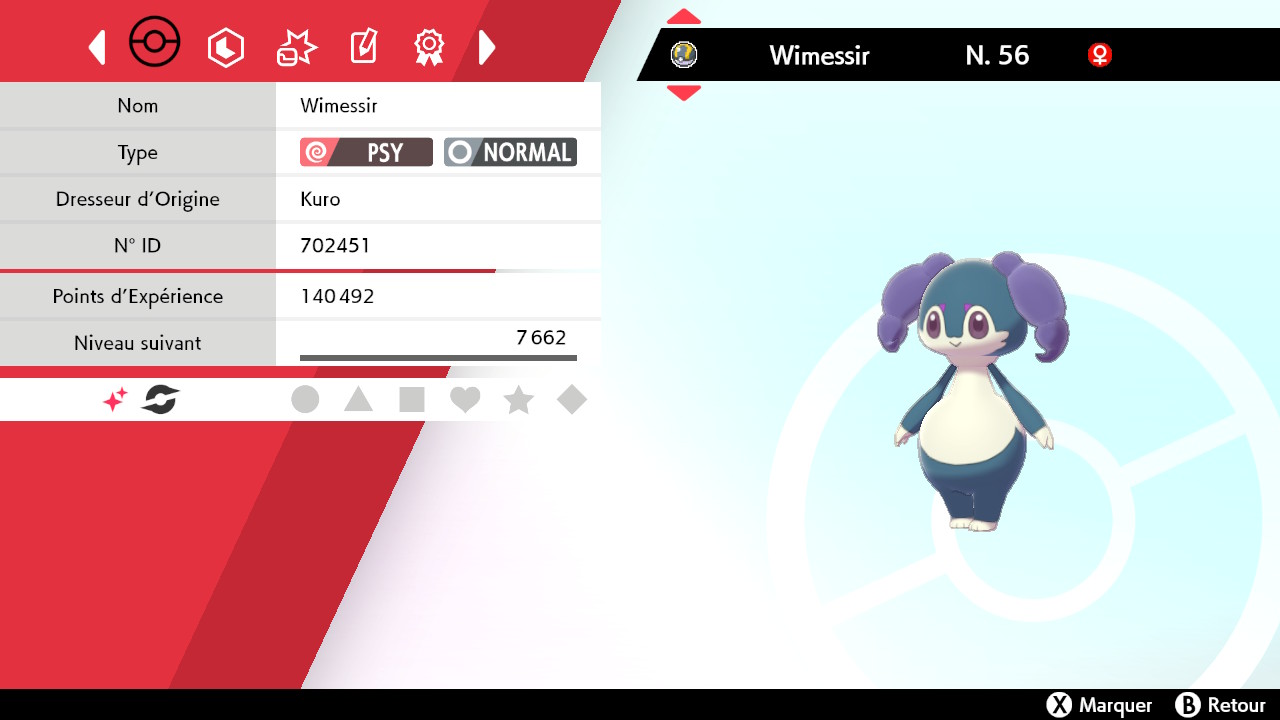 Wimessir N. 56
Nom Wimessir
Type PSY NORMAL
Dresseur d'Origine Kuro
N° ID 702451
Points d'Expérience 140 492
Niveau suivant 7 662
X Marquer B Retour